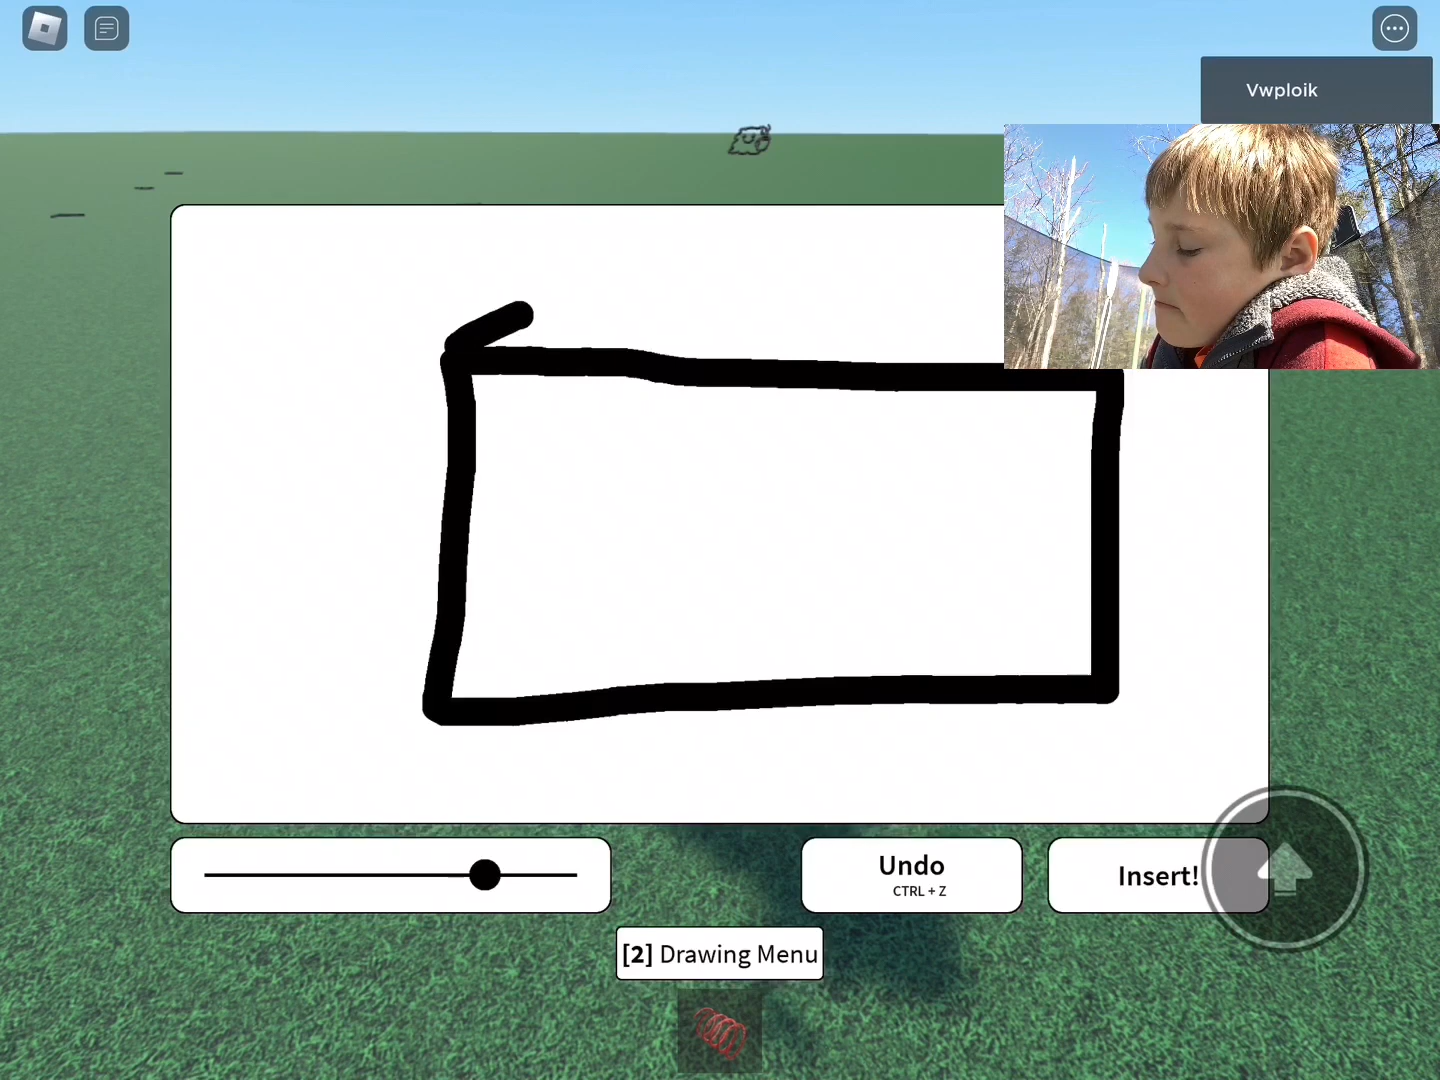 Vwploik
Undo
CTRL + Z
Insert!
[2] Drawing Menu